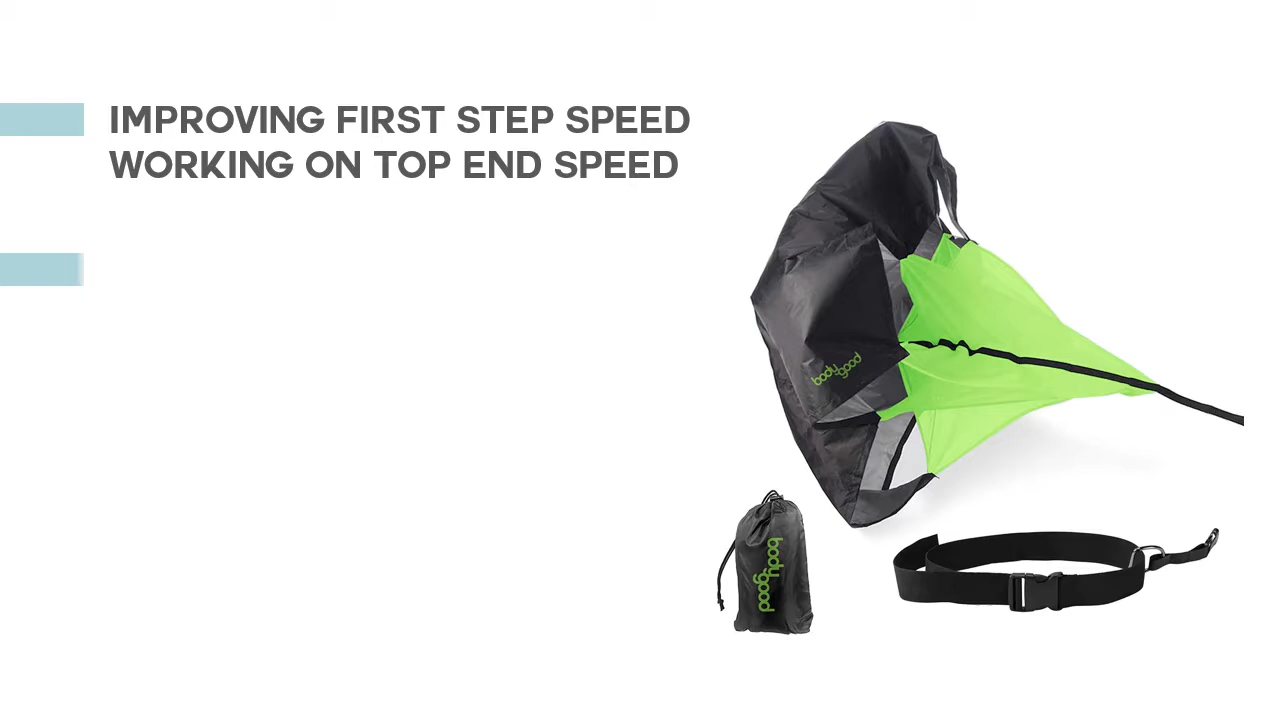 IMPROVING FIRST STEP SPEED
WORKING ON TOP END SPEED
bodygood
bodygood